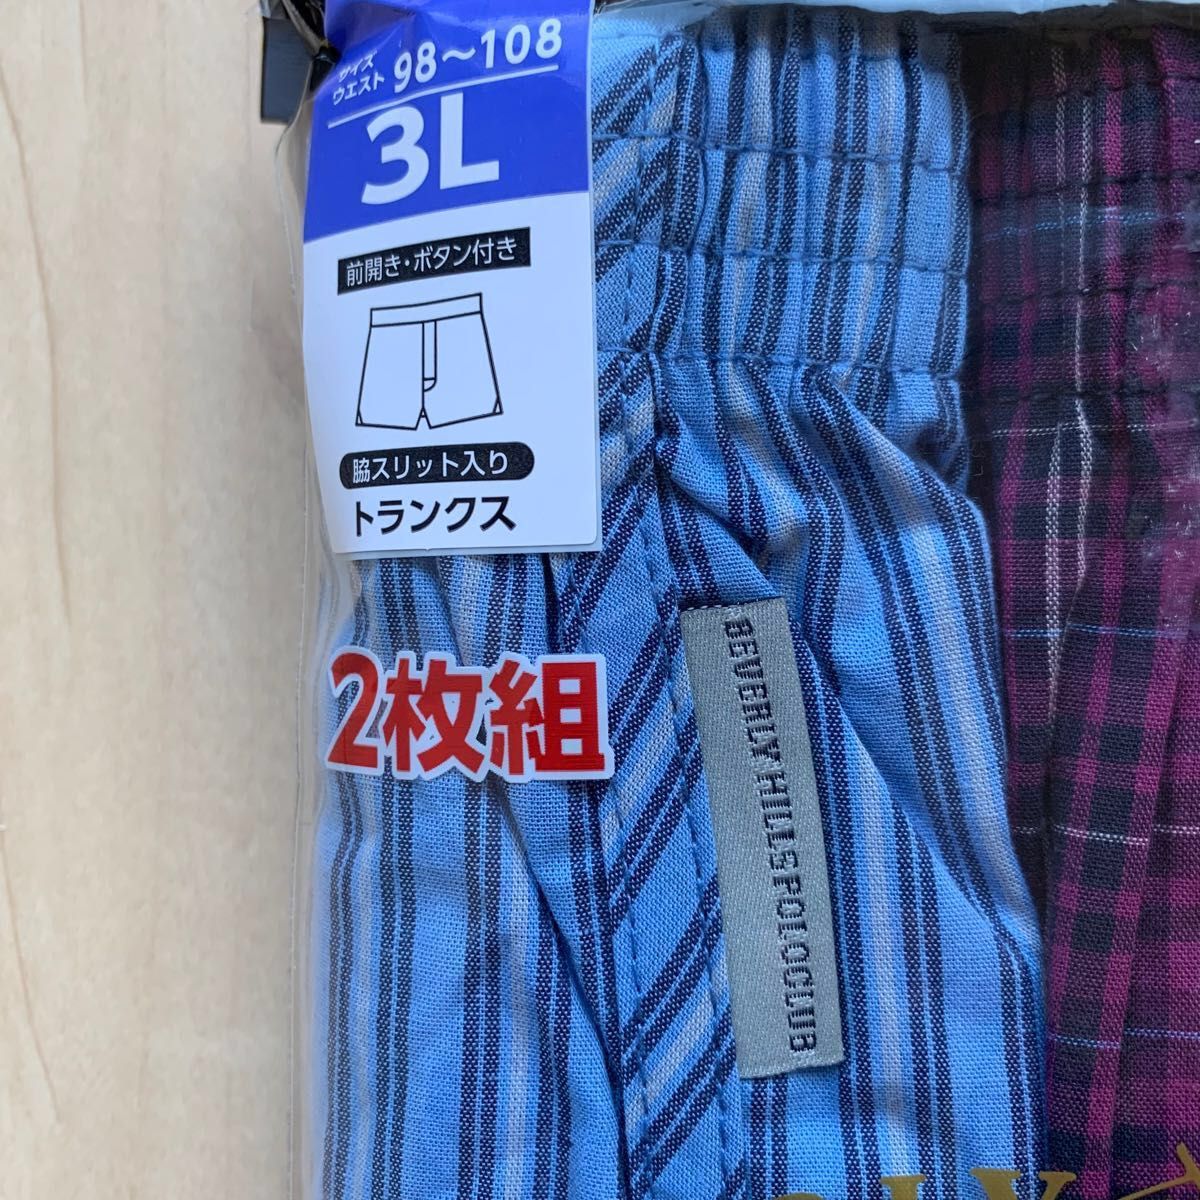 サイズ
ウエスト 98～108
3L
前開き・ボタン付き
脇スリット入り
トランクス
2枚組
BEVERLY HILLS POLO CLUB